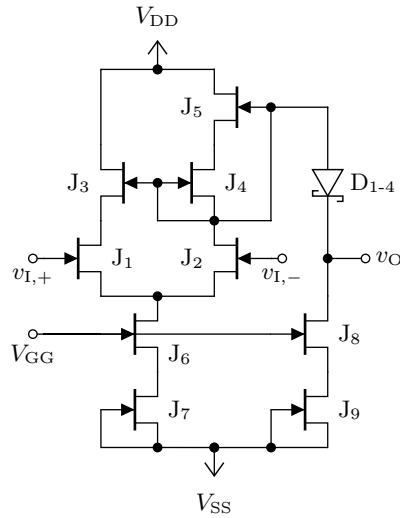 V_DD
J_5
J_3
J_4
D_1-4
J_1
J_2
v_I,+
v_I,−
v_O
V_GG
J_6
J_8
J_7
J_9
V_SS